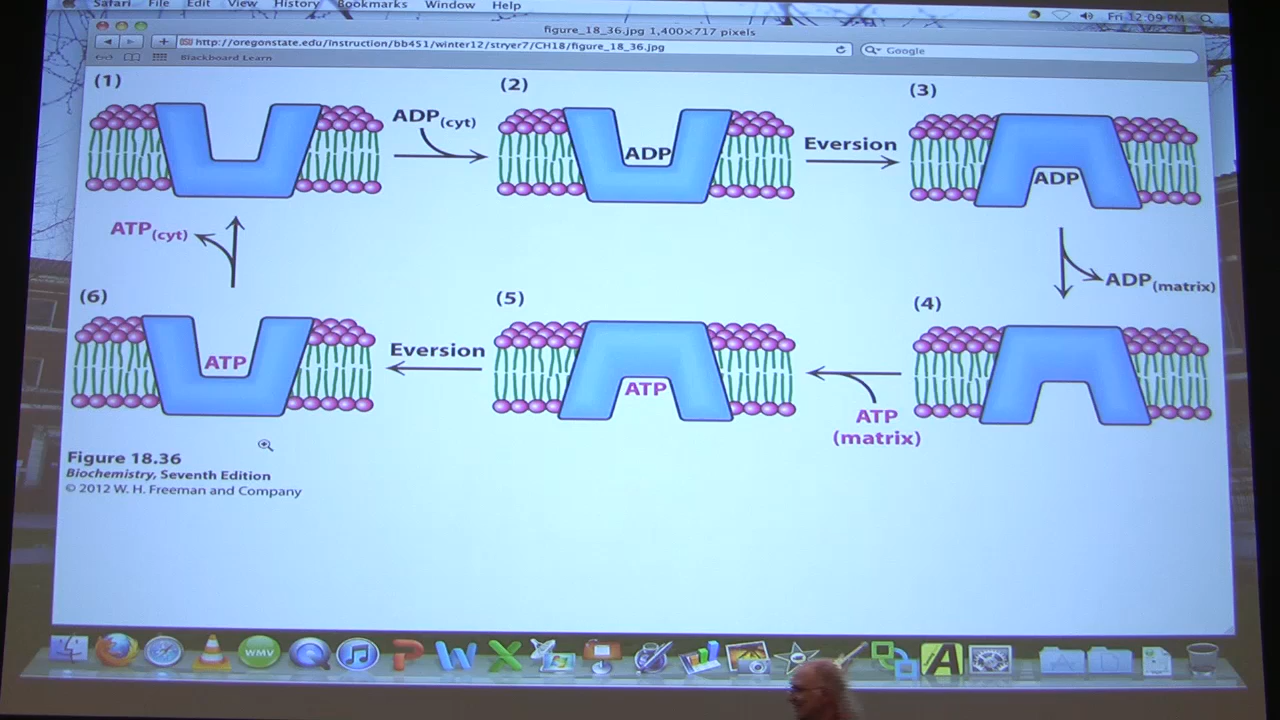 Safari File Edit View History Bookmarks Window Help
Fri 12:09 PM
figure_18_36.jpg 1,400×717 pixels
http://oregonstate.edu/instruction/bb451/winter12/stryer7/CH18/figure_18_36.jpg
Google
Blackboard Learn
(1)
ADP(cyt)
(2)
ADP
Eversion
(3)
ADP
ATP(cyt)
ADP(matrix)
(6)
ATP
Eversion
(5)
ATP
ATP
(matrix)
(4)
Figure 18.36
Biochemistry, Seventh Edition
© 2012 W. H. Freeman and Company
WMV